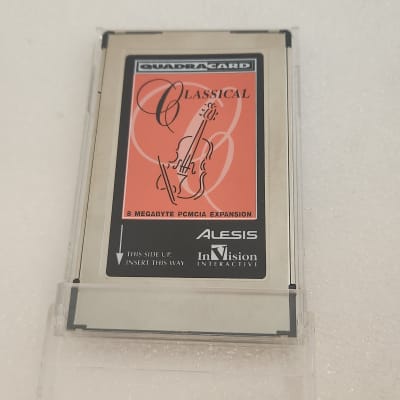 QUADRACARD
CLASSICAL
8 MEGABYTE PCMCIA EXPANSION
ALESIS
THIS SIDE UP,
INSERT THIS WAY
InVision
INTERACTIVE